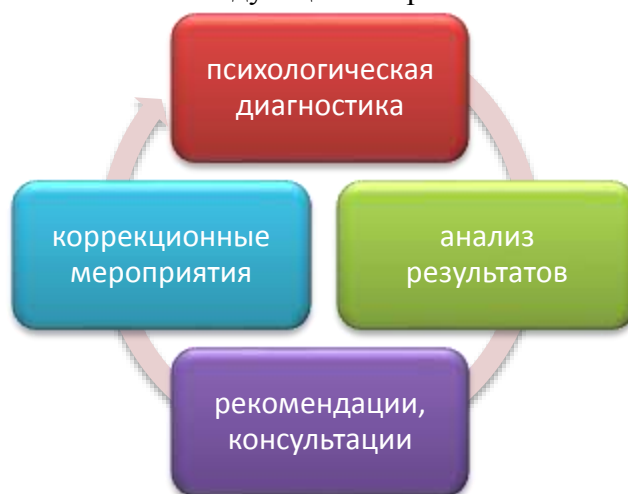 психологическая
диагностика
анализ
результатов
рекомендации,
консультации
коррекционные
мероприятия